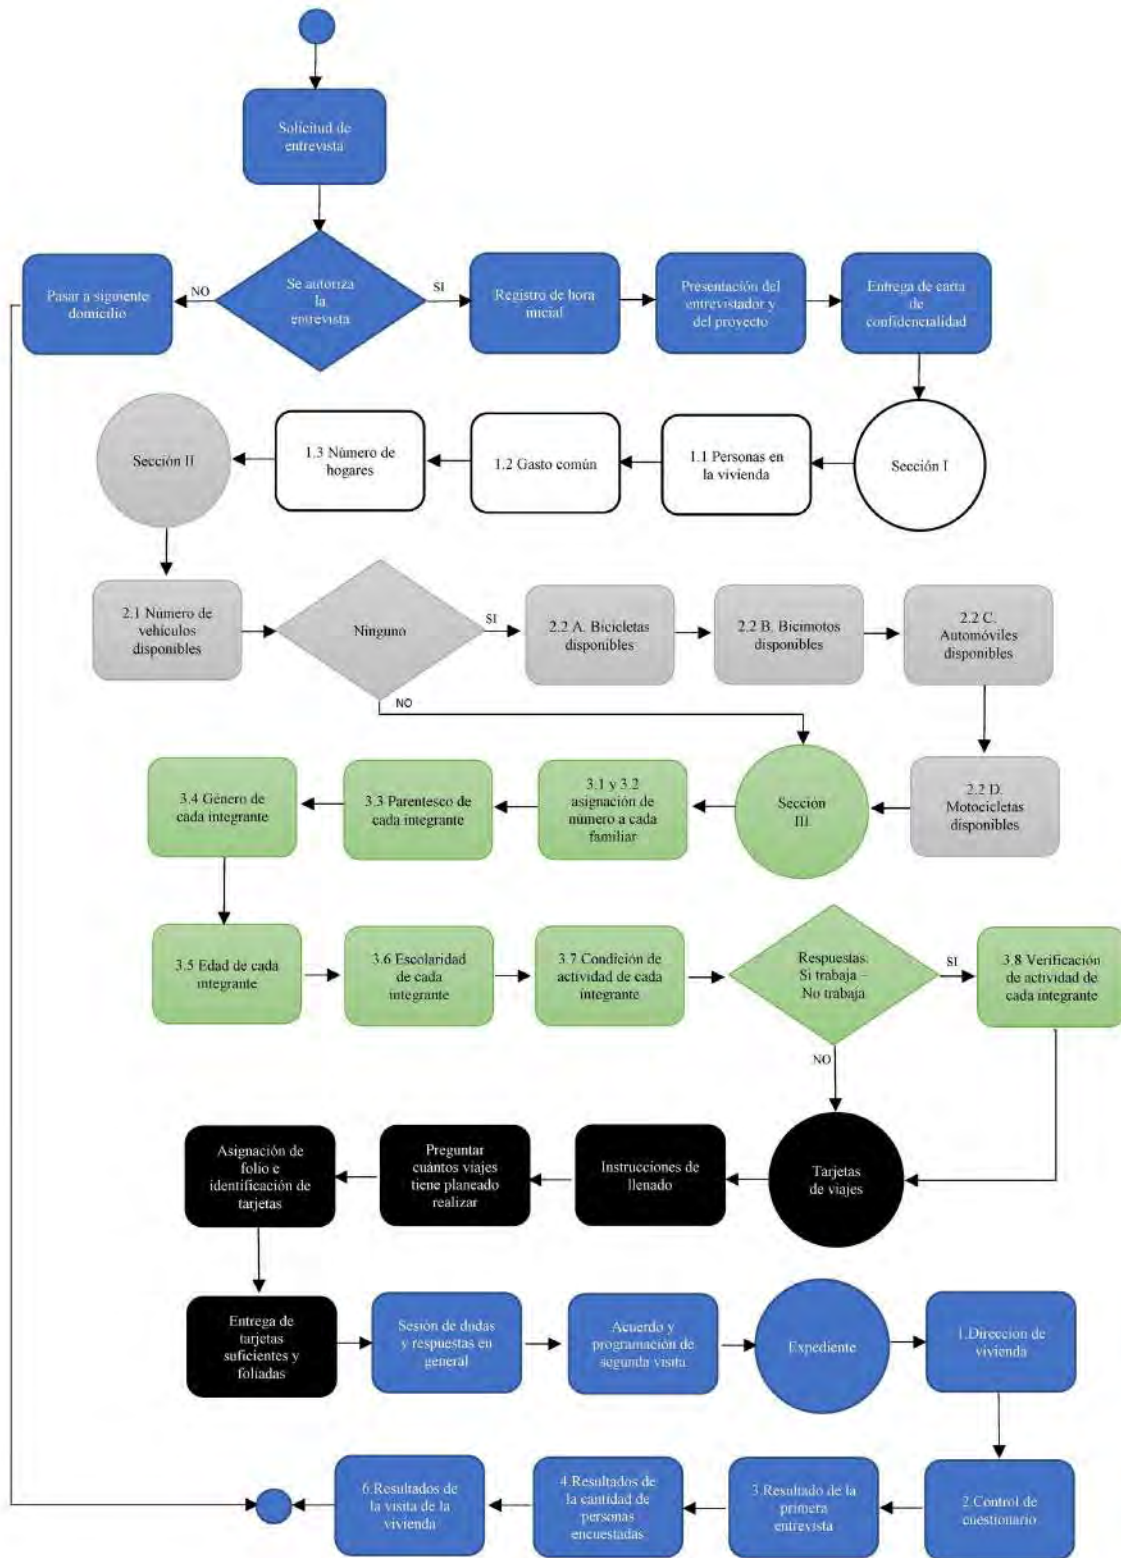 Solicitud de
entrevista
Pasar a siguiente
domicilio
NO
Se autoriza
la
entrevista
SI
Registro de hora
inicial
Presentación del
entrevistador y
del proyecto
Entrega de carta
de
confidencialidad
Sección II
1.3 Número de
hogares
1.2 Gasto común
1.1 Personas en
la vivienda
Sección I
2.1 Número de
vehículos
disponibles
Ninguno
SI
NO
2.2 A. Bicicletas
disponibles
2.2 B. Bicimotos
disponibles
2.2 C.
Automóviles
disponibles
3.4 Género de
cada integrante
3.3 Parentesco de
cada integrante
3.1 y 3.2
asignación de
número a cada
familiar
Sección
III
2.2 D.
Motocicletas
disponibles
3.5 Edad de cada
integrante
3.6 Escolaridad
de cada
integrante
3.7 Condición de
actividad de cada
integrante
Respuestas:
Si trabaja –
No trabaja
SI
NO
3.8 Verificación
de actividad de
cada integrante
Asignación de
folio e
identificación de
tarjetas
Preguntar
cuántos viajes
tiene planeado
realizar
Instrucciones de
llenado
Tarjetas
de viajes
Entrega de
tarjetas
suficientes y
foliadas
Sesión de dudas
y respuestas en
general
Acuerdo y
programación de
segunda visita
Expediente
1.Dirección de
vivienda
6.Resultados de
la visita de la
vivienda
4.Resultados de
la cantidad de
personas
encuestadas
3.Resultado de la
primera
entrevista
2.Control de
cuestionario